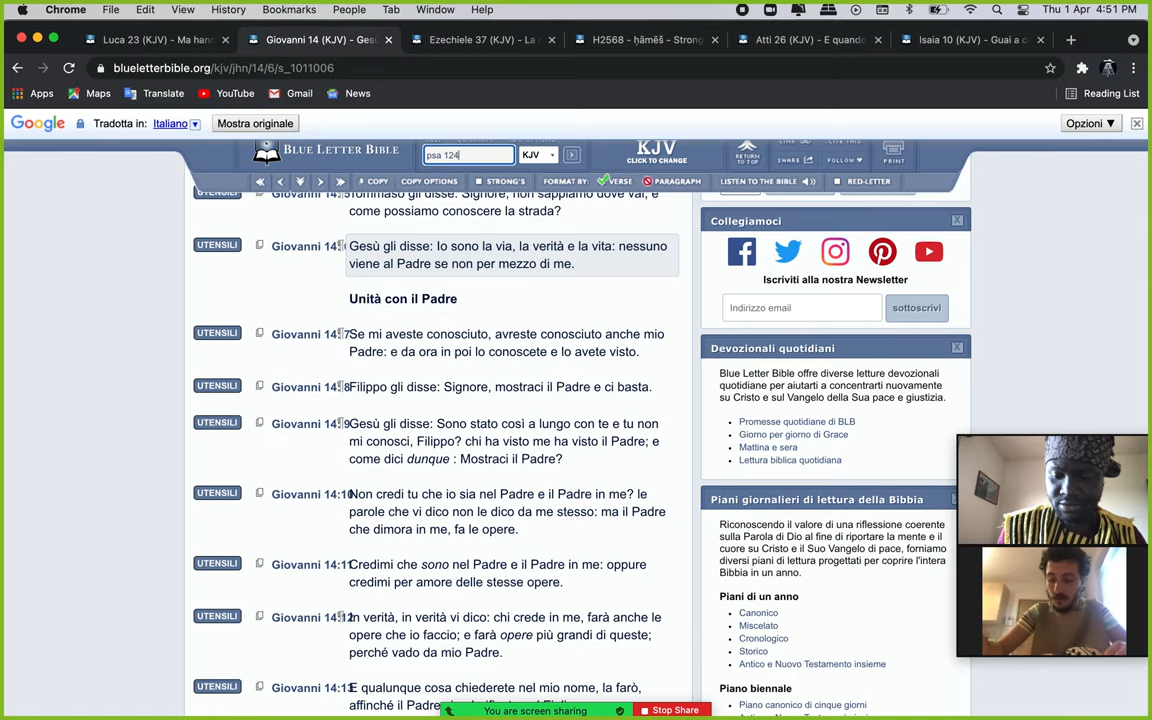 Chrome File Edit View History Bookmarks People Tab Window Help Thu 1 Apr 4:51 PM
Luca 23 (KJV) - Ma hann
Giovanni 14 (KJV) - Gesù
Ezechiele 37 (KJV) - La
H2568 - ḥāmēš - Strong
Atti 26 (KJV) - E quando
Isaia 10 (KJV) - Guai a c
blueletterbible.org/kjv/jhn/14/6/s_1011006
Apps Maps Translate YouTube Gmail News Reading List
Google Tradotta in: Italiano Mostra originale Opzioni ▼
BLUE LETTER BIBLE psa 124 KJV KJV
CLICK TO CHANGE RETURN TO TOP SHARE FOLLOW PRINT
COPY COPY OPTIONS STRONG'S FORMAT BY: VERSE PARAGRAPH LISTEN TO THE BIBLE RED-LETTER
UTENSILI Tommaso gli disse: Signore, non sappiamo dove vai; e
come possiamo conoscere la strada?
UTENSILI Giovanni 14: Gesù gli disse: Io sono la via, la verità e la vita: nessuno
viene al Padre se non per mezzo di me.
Unità con il Padre
UTENSILI Giovanni 14:7 Se mi aveste conosciuto, avreste conosciuto anche mio
Padre: e da ora in poi lo conoscete e lo avete visto.
UTENSILI Giovanni 14:8 Filippo gli disse: Signore, mostraci il Padre e ci basta.
UTENSILI Giovanni 14:9 Gesù gli disse: Sono stato così a lungo con te e tu non
mi conosci, Filippo? chi ha visto me ha visto il Padre; e
come dici dunque : Mostraci il Padre?
UTENSILI Giovanni 14:10 Non credi tu che io sia nel Padre e il Padre in me? le
parole che vi dico non le dico da me stesso: ma il Padre
che dimora in me, fa le opere.
UTENSILI Giovanni 14:11 Credimi che sono nel Padre e il Padre in me: oppure
credimi per amore delle stesse opere.
UTENSILI Giovanni 14:12 In verità, in verità vi dico: chi crede in me, farà anche le
opere che io faccio; e farà opere più grandi di queste;
perché vado da mio Padre.
UTENSILI Giovanni 14:13 E qualunque cosa chiederete nel mio nome, la farò,
affinché il Padre
You are screen sharing Stop Share
Collegiamoci X
Iscriviti alla nostra Newsletter
Indirizzo email sottoscrivi
Devozionali quotidiani X
Blue Letter Bible offre diverse letture devozionali
quotidiane per aiutarti a concentrarti nuovamente
su Cristo e sul Vangelo della Sua pace e giustizia.
Promesse quotidiane di BLB
Giorno per giorno di Grace
Mattina e sera
Lettura biblica quotidiana
Piani giornalieri di lettura della Bibbia
Riconoscendo il valore di una riflessione coerente
sulla Parola di Dio al fine di riportare la mente e il
cuore su Cristo e il Suo Vangelo di pace, forniamo
diversi piani di lettura progettati per coprire l'intera
Bibbia in un anno.
Piani di un anno
Canonico
Miscelato
Cronologico
Storico
Antico e Nuovo Testamento insieme
Piano biennale
Piano canonico di cinque giorni